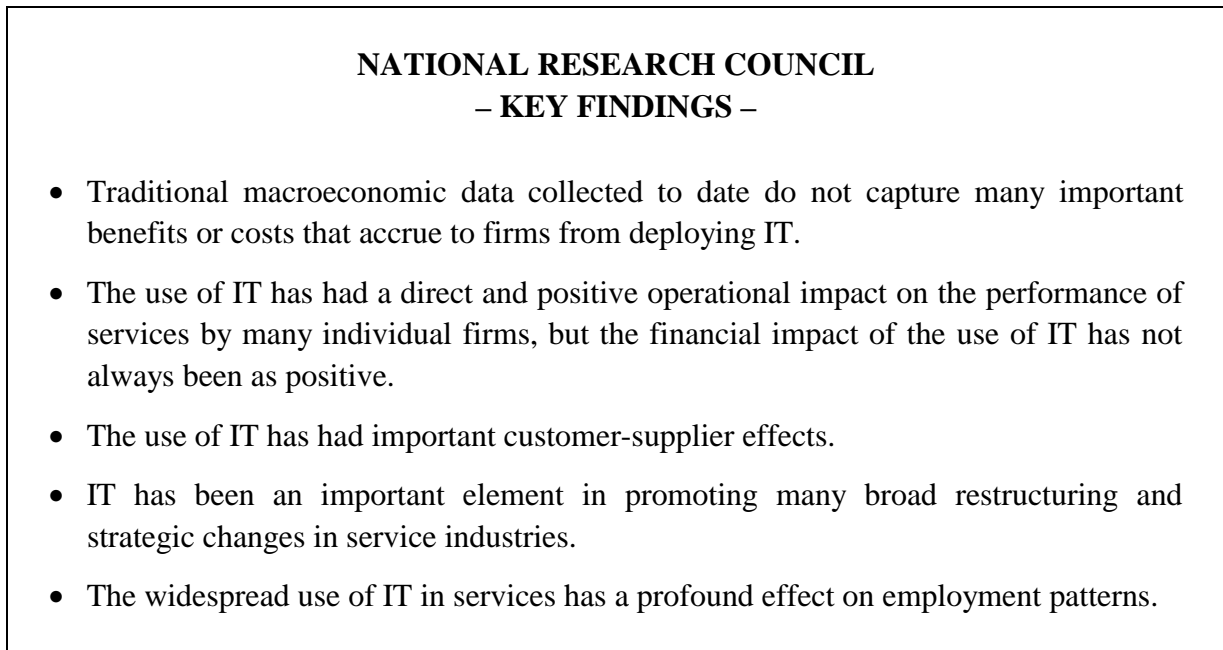 NATIONAL RESEARCH COUNCIL
– KEY FINDINGS –
• Traditional macroeconomic data collected to date do not capture many important
benefits or costs that accrue to firms from deploying IT.
• The use of IT has had a direct and positive operational impact on the performance of
services by many individual firms, but the financial impact of the use of IT has not
always been as positive.
• The use of IT has had important customer-supplier effects.
• IT has been an important element in promoting many broad restructuring and
strategic changes in service industries.
• The widespread use of IT in services has a profound effect on employment patterns.